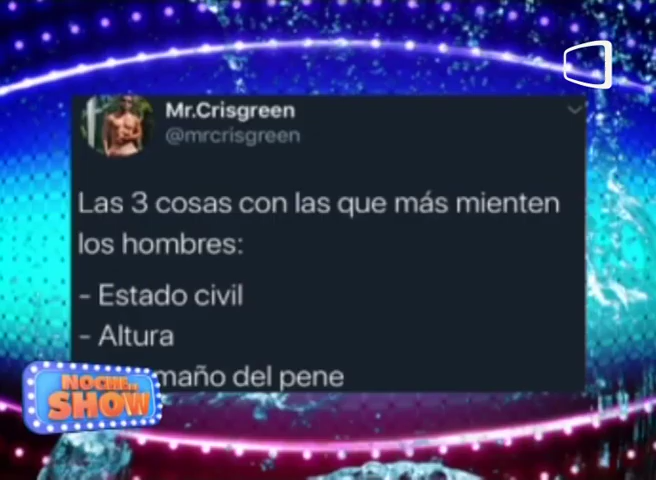 Mr.Crisgreen
@mrcrisgreen
Las 3 cosas con las que más mienten
los hombres:
- Estado civil
- Altura
maño del pene
NOCHE DE
SHOW